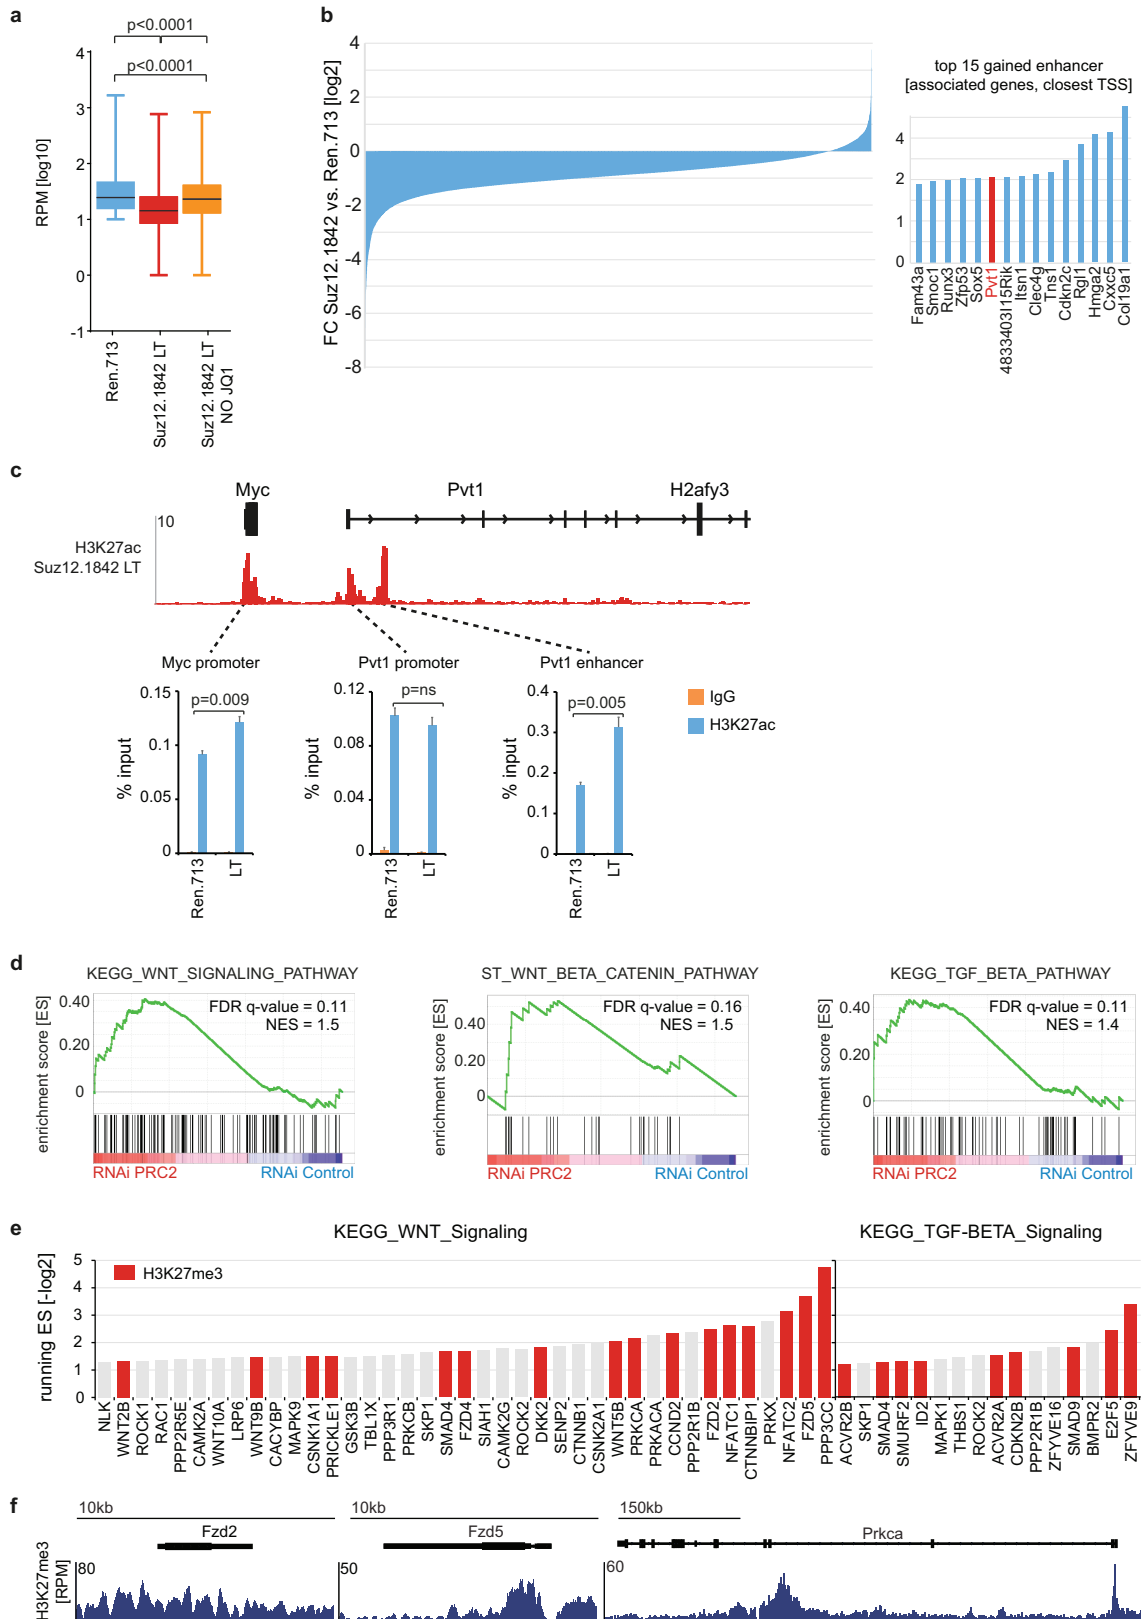 a
p<0.0001
p<0.0001
RPM [log10]
4
3
2
1
0
-1
Ren.713
Suz12.1842 LT
Suz12.1842 LT
NO JQ1
b
FC Suz12.1842 vs. Ren.713 [log2]
4
2
0
-2
-4
-6
-8
top 15 gained enhancer
[associated genes, closest TSS]
4
2
2
0
Fam43a
Smoc1
Runx3
Zfp53
Sox5
Pvt1
4833403I15Rik
Itsn1
Clec4g
Tns1
Cdkn2c
Rgl1
Hmga2
Cxxc5
Col19a1
c
Myc
Pvt1
H2afy3
10
H3K27ac
Suz12.1842 LT
Myc promoter
Pvt1 promoter
Pvt1 enhancer
% input
0.15
0.1
0.05
0
p=0.009
Ren.713
LT
% input
0.12
0.08
0.04
0
p=ns
Ren.713
LT
% input
0.4
0.3
0.2
0.1
0
p=0.005
Ren.713
LT
IgG
H3K27ac
d
KEGG_WNT_SIGNALING_PATHWAY
enrichment score [ES]
0.40
0.20
0
FDR q-value = 0.11
NES = 1.5
RNAi PRC2
RNAi Control
ST_WNT_BETA_CATENIN_PATHWAY
enrichment score [ES]
0.40
0.20
0
FDR q-value = 0.16
NES = 1.5
RNAi PRC2
RNAi Control
KEGG_TGF_BETA_PATHWAY
enrichment score [ES]
0.40
0.20
0
FDR q-value = 0.11
NES = 1.4
RNAi PRC2
RNAi Control
e
KEGG_WNT_Signaling
KEGG_TGF-BETA_Signaling
running ES [-log2]
5
4
3
2
1
0
H3K27me3
NLK
WNT2B
ROCK1
RAC1
PPP2R5E
CAMK2A
WNT10A
LRP6
WNT9B
CACYBP
MAPK9
CSNK1A1
PRICKLE1
GSK3B
TBL1X
PPP3R1
PRKCB
SKP1
SMAD4
FZD4
SIAH1
CAMK2G
ROCK2
DKK2
SENP2
CTNNB1
CSNK2A1
WNT5B
PRKCA
PRKACA
CCND2
PPP2R1B
FZD2
NFATC1
CTNNBIP1
PRKX
NFATC2
FZD5
PPP3CC
ACVR2B
SKP1
SMAD4
SMURF2
ID2
MAPK1
THBS1
ROCK2
ACVR2A
CDKN2B
PPP2R1B
ZFYVE16
SMAD9
BMPR2
E2F5
ZFYVE9
f
10kb
10kb
150kb
Fzd2
Fzd5
Prkca
H3K27me3
[RPM]
80
50
60